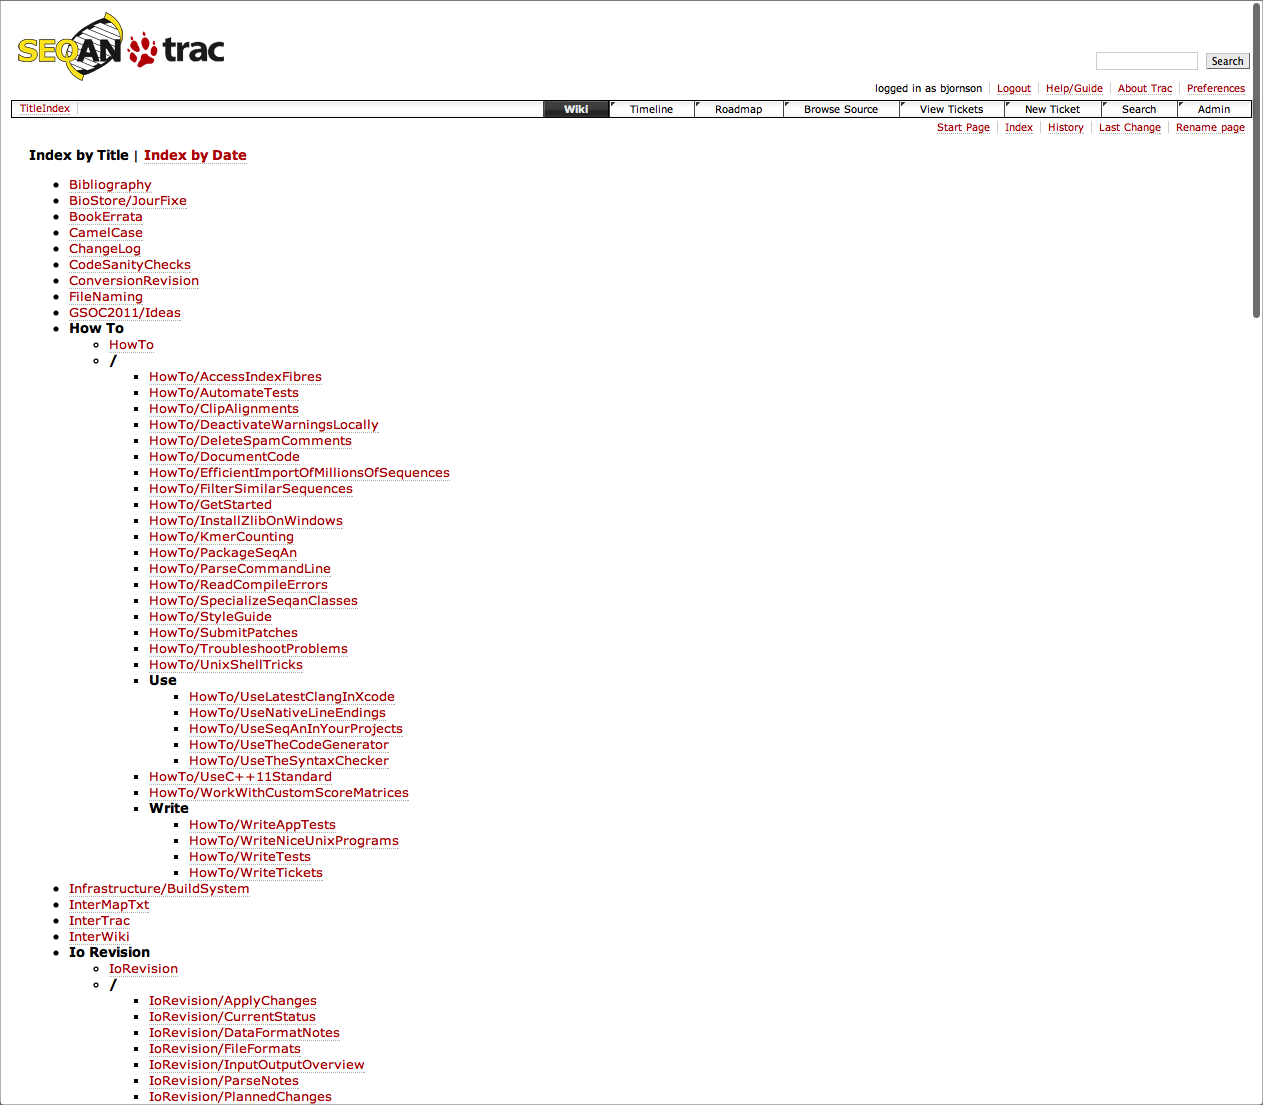 SEQAN trac
Search
logged in as bjornson Logout Help/Guide About Trac Preferences
TitleIndex Wiki Timeline Roadmap Browse Source View Tickets New Ticket Search Admin
Start Page Index History Last Change Rename page
Index by Title | Index by Date
Bibliography
BioStore/JourFixe
BookErrata
CamelCase
ChangeLog
CodeSanityChecks
ConversionRevision
FileNaming
GSOC2011/Ideas
How To
HowTo
/
HowTo/AccessIndexFibres
HowTo/AutomateTests
HowTo/ClipAlignments
HowTo/DeactivateWarningsLocally
HowTo/DeleteSpamComments
HowTo/DocumentCode
HowTo/EfficientImportOfMillionsOfSequences
HowTo/FilterSimilarSequences
HowTo/GetStarted
HowTo/InstallZlibOnWindows
HowTo/KmerCounting
HowTo/PackageSeqAn
HowTo/ParseCommandLine
HowTo/ReadCompileErrors
HowTo/SpecializeSeqanClasses
HowTo/StyleGuide
HowTo/SubmitPatches
HowTo/TroubleshootProblems
HowTo/UnixShellTricks
Use
HowTo/UseLatestClangInXcode
HowTo/UseNativeLineEndings
HowTo/UseSeqAnInYourProjects
HowTo/UseTheCodeGenerator
HowTo/UseTheSyntaxChecker
HowTo/UseC++11Standard
HowTo/WorkWithCustomScoreMatrices
Write
HowTo/WriteAppTests
HowTo/WriteNiceUnixPrograms
HowTo/WriteTests
HowTo/WriteTickets
Infrastructure/BuildSystem
InterMapTxt
InterTrac
InterWiki
Io Revision
IoRevision
/
IoRevision/ApplyChanges
IoRevision/CurrentStatus
IoRevision/DataFormatNotes
IoRevision/FileFormats
IoRevision/InputOutputOverview
IoRevision/ParseNotes
IoRevision/PlannedChanges